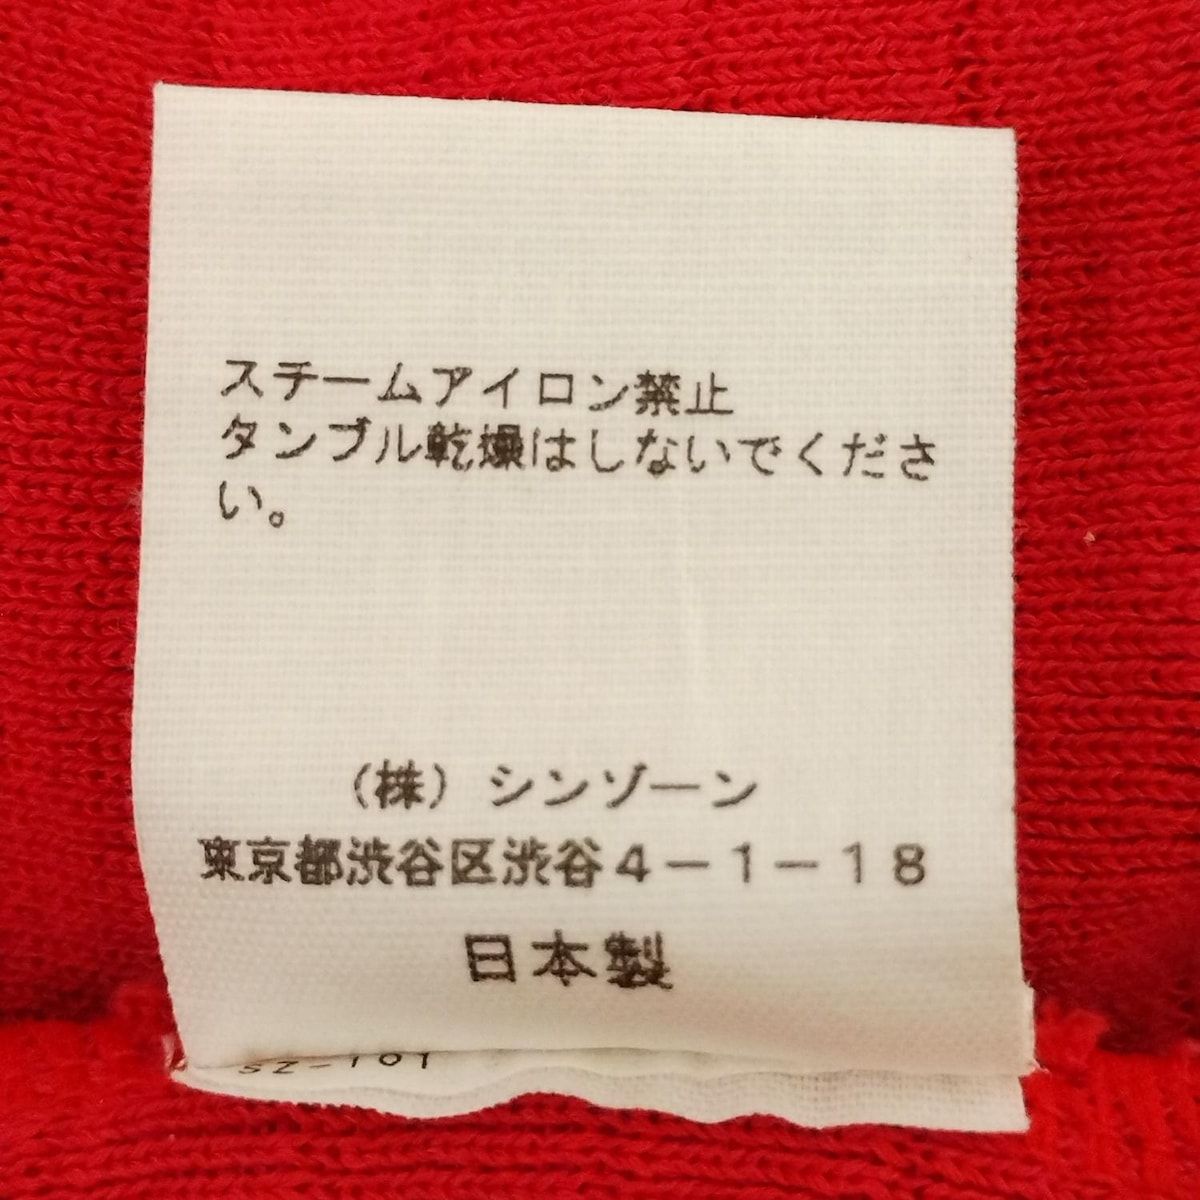 スチームアイロン禁止
タンブル乾燥はしないでくださ
い。
（株）シンゾーン
東京都渋谷区渋谷４－１－１８
日本製
SZ-101